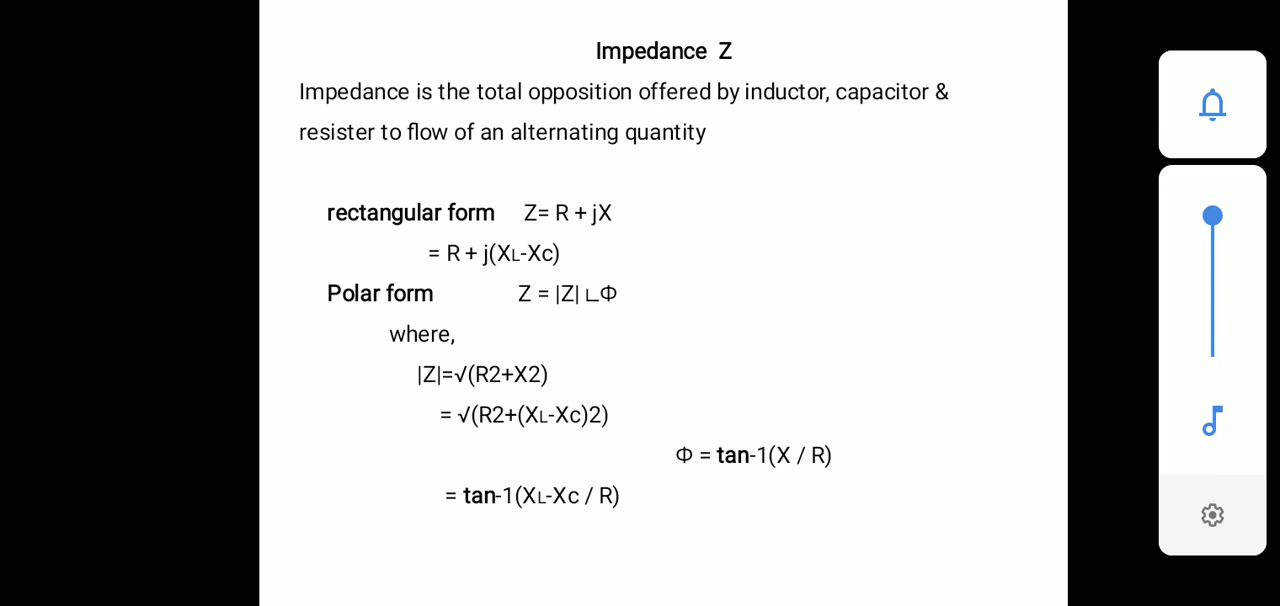 Impedance Z
Impedance is the total opposition offered by inductor, capacitor &
resister to flow of an alternating quantity
rectangular form Z= R + jX
= R + j(XL-Xc)
Polar form Z = |Z| ∟Φ
where,
|Z|=√(R2+X2)
= √(R2+(XL-Xc)2)
Φ = tan-1(X / R)
= tan-1(XL-Xc / R)